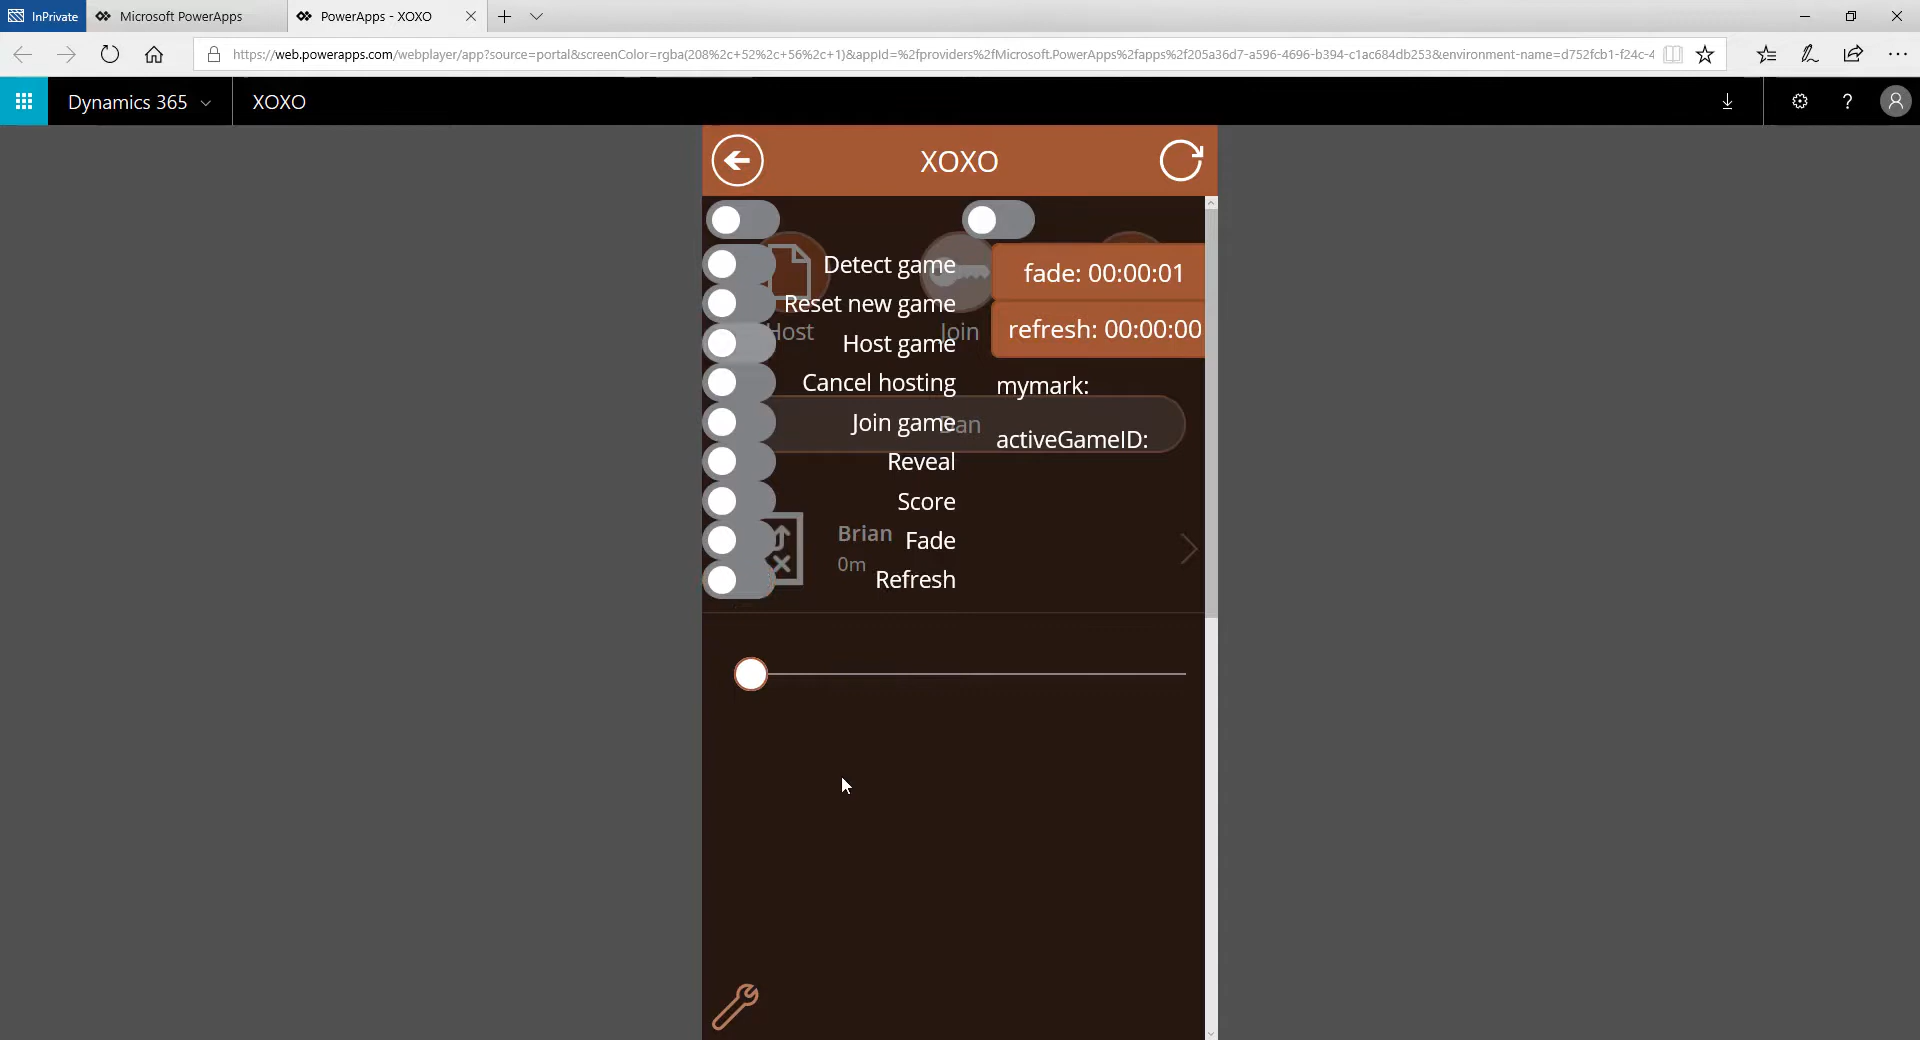 InPrivate
Microsoft PowerApps
PowerApps - XOXO
https://web.powerapps.com/webplayer/app?source=portal&screenColor=rgba(208%2c+52%2c+56%2c+1)&appId=%2fproviders%2fMicrosoft.PowerApps%2fapps%2f205a36d7-a596-4696-b394-c1ac684db253&environment-name=d752fcb1-f24c-4
Dynamics 365
XOXO
?
XOXO
Detect game
fade: 00:00:01
Reset new game
Host
Join
refresh: 00:00:00
Host game
Cancel hosting
mymark:
Join game
Dan
activeGameID:
Reveal
Score
Brian
Fade
0m
Refresh